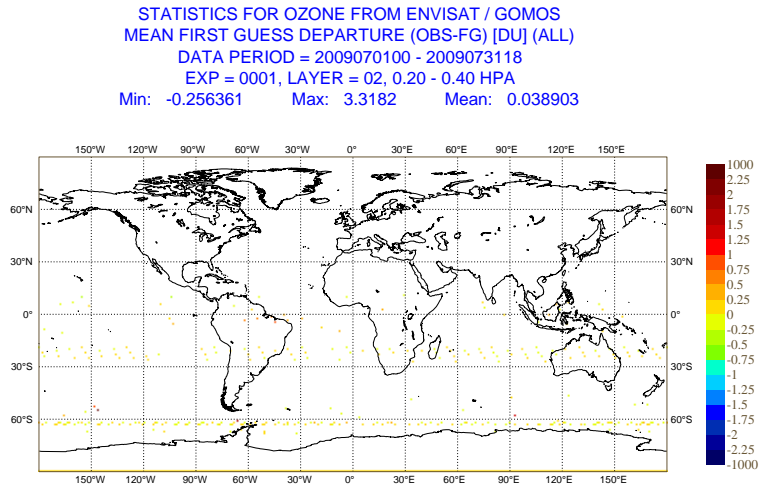 STATISTICS FOR OZONE FROM ENVISAT / GOMOS
MEAN FIRST GUESS DEPARTURE (OBS-FG) [DU] (ALL)
DATA PERIOD = 2009070100 - 2009073118
EXP = 0001, LAYER = 02, 0.20 - 0.40 HPA
Min: -0.256361 Max: 3.3182 Mean: 0.038903
150°W 120°W 90°W 60°W 30°W 0° 30°E 60°E 90°E 120°E 150°E
60°N 60°N
30°N 30°N
0° 0°
30°S 30°S
60°S 60°S
150°W 120°W 90°W 60°W 30°W 0° 30°E 60°E 90°E 120°E 150°E
1000
2.25
2
1.75
1.5
1.25
1
0.75
0.5
0.25
0
-0.25
-0.5
-0.75
-1
-1.25
-1.5
-1.75
-2
-2.25
-1000